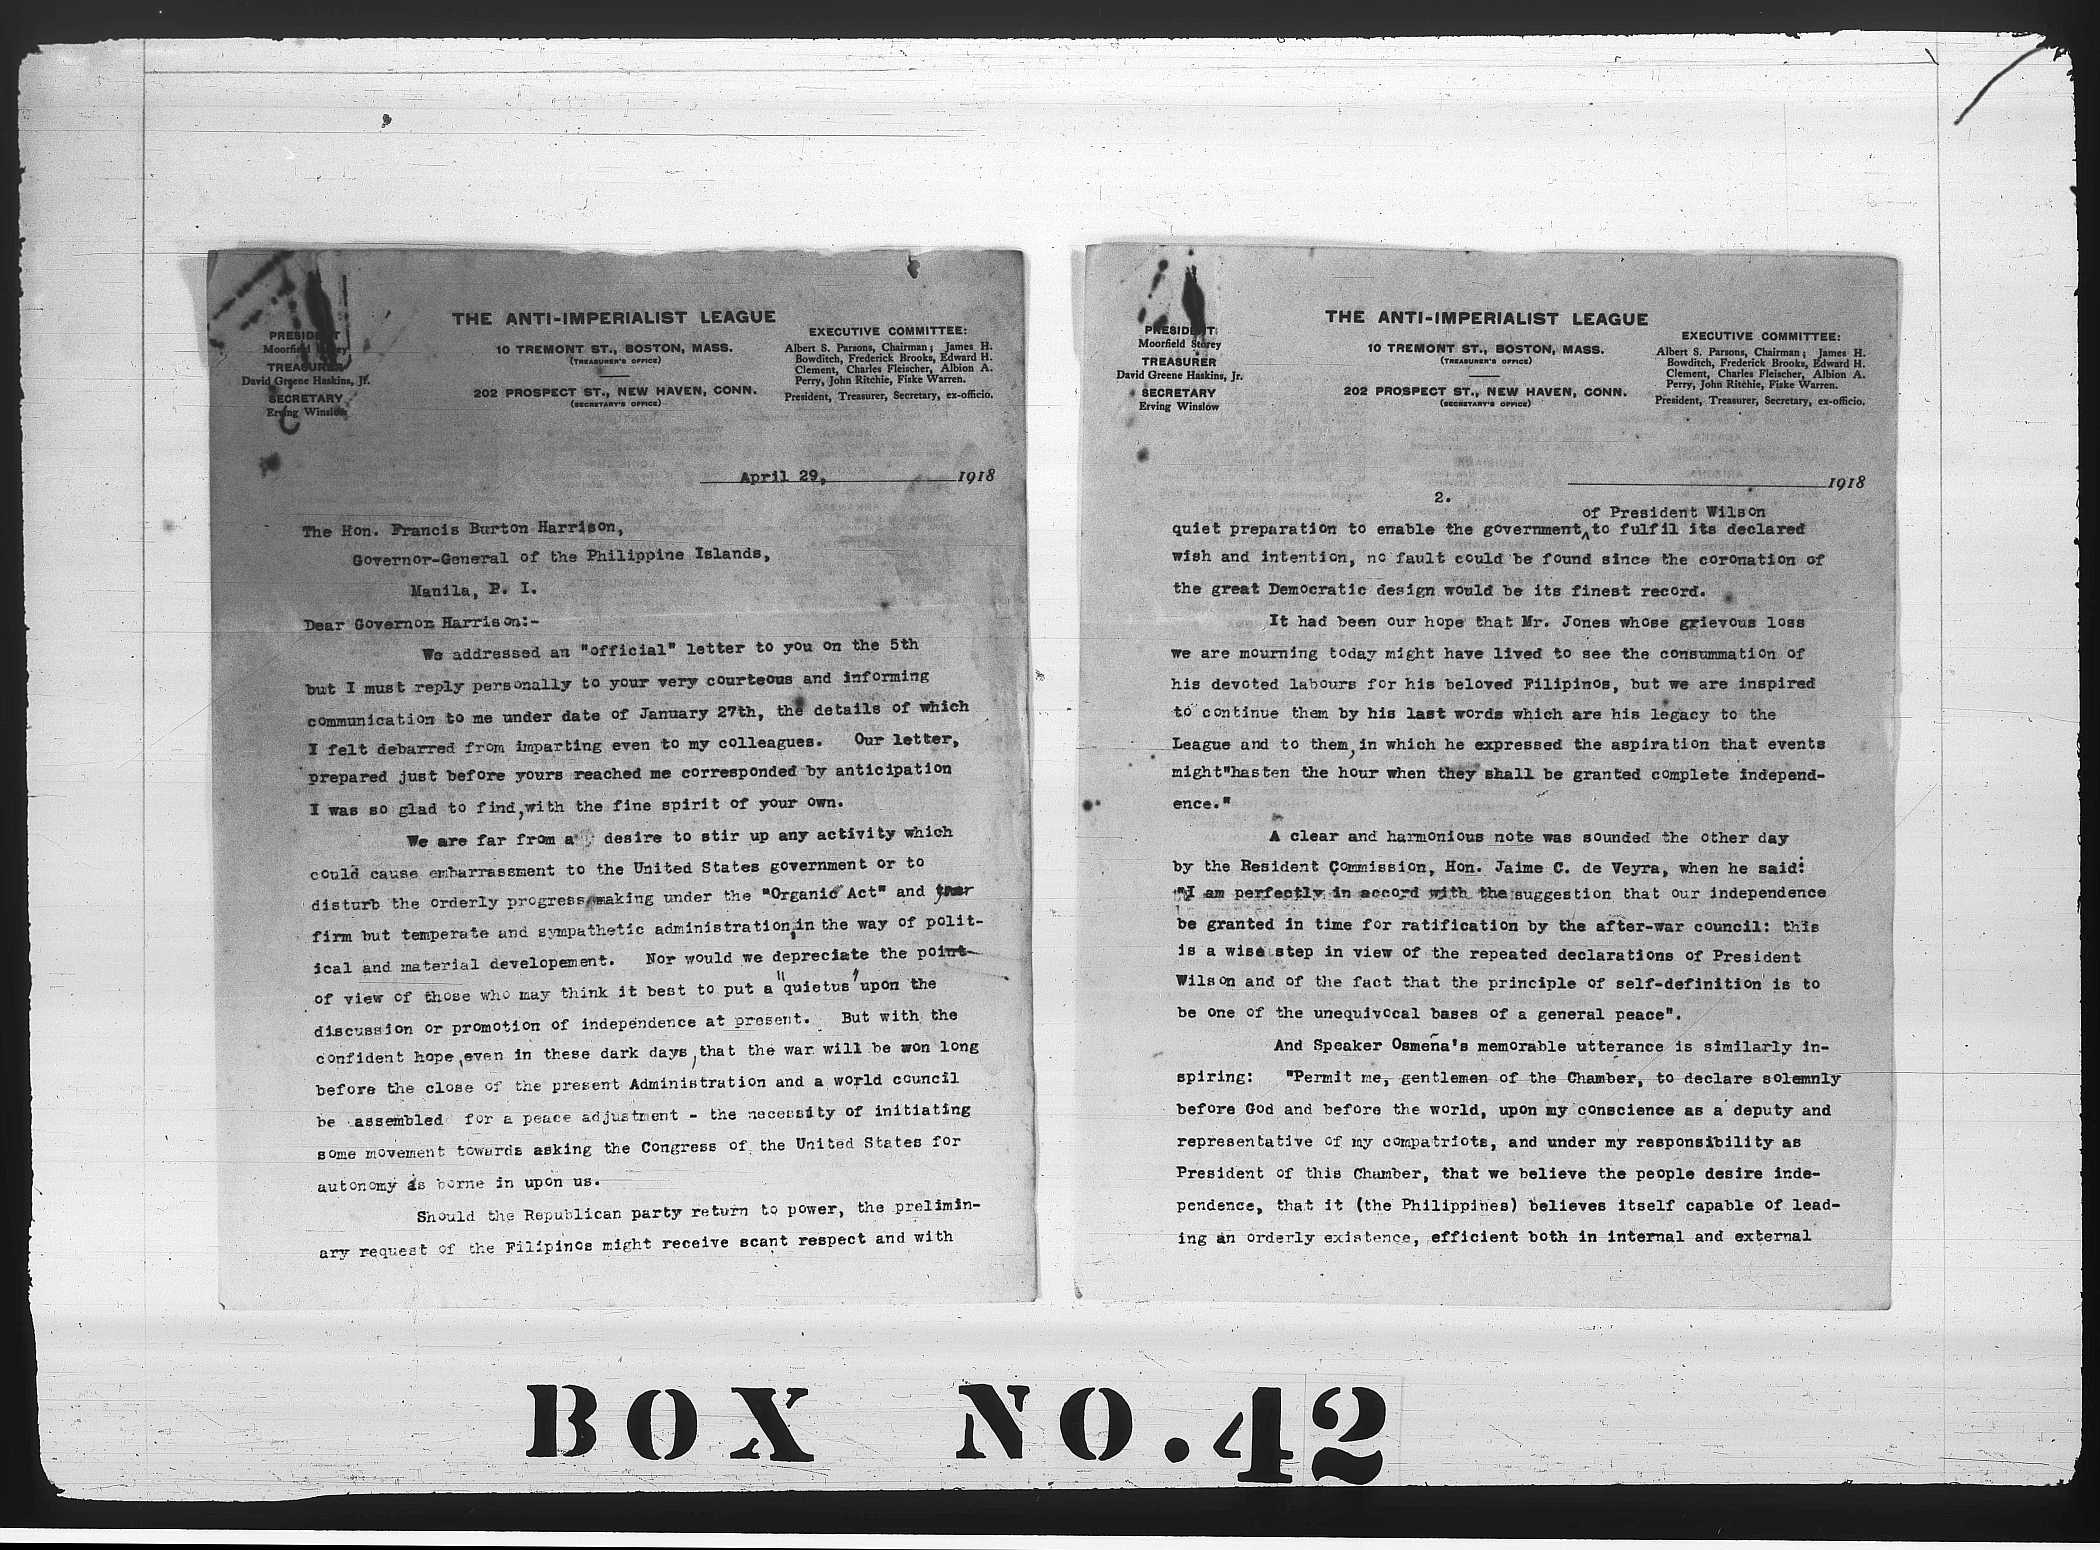 THE ANTI-IMPERIALIST LEAGUE
10 TREMONT ST., BOSTON, MASS.
(TREASURER'S OFFICE)
202 PROSPECT ST., NEW HAVEN, CONN.
(SECRETARY'S OFFICE)
PRESIDENT
Moorfield Storey
TREASURER
David Greene Haskins, Jr.
SECRETARY
Erving Winslow
EXECUTIVE COMMITTEE:
Albert S. Parsons, Chairman; James H.
Bowditch, Frederick Brooks, Edward H.
Clement, Charles Fleischer, Albion A.
Perry, John Ritchie, Fiske Warren.
President, Treasurer, Secretary, ex-officio.
April 29, 1918
The Hon. Francis Burton Harrison,
Governor-General of the Philippine Islands,
Manila, P. I.
Dear Governor Harrison:-
We addressed an "official" letter to you on the 5th
but I must reply personally to your very courteous and informing
communication to me under date of January 27th, the details of which
I felt debarred from imparting even to my colleagues. Our letter,
prepared just before yours reached me corresponded by anticipation
I was so glad to find, with the fine spirit of your own.
We are far from a desire to stir up any activity which
could cause embarrassment to the United States government or to
disturb the orderly progress making under the "Organic Act" and your
firm but temperate and sympathetic administration, in the way of polit-
ical and material developement. Nor would we depreciate the point
of view of those who may think it best to put a "quietus" upon the
discussion or promotion of independence at present. But with the
confident hope, even in these dark days, that the war will be won long
before the close of the present Administration and a world council
be assembled for a peace adjustment - the necessity of initiating
some movement towards asking the Congress of the United States for
autonomy is borne in upon us.
Should the Republican party return to power, the prelimin-
ary request of the Filipinos might receive scant respect and with
THE ANTI-IMPERIALIST LEAGUE
10 TREMONT ST., BOSTON, MASS.
(TREASURER'S OFFICE)
202 PROSPECT ST., NEW HAVEN, CONN.
(SECRETARY'S OFFICE)
PRESIDENT
Moorfield Storey
TREASURER
David Greene Haskins, Jr.
SECRETARY
Erving Winslow
EXECUTIVE COMMITTEE:
Albert S. Parsons, Chairman; James H.
Bowditch, Frederick Brooks, Edward H.
Clement, Charles Fleischer, Albion A.
Perry, John Ritchie, Fiske Warren.
President, Treasurer, Secretary, ex-officio.
1918
2.
of President Wilson
quiet preparation to enable the government ^ to fulfil its declared
wish and intention, no fault could be found since the coronation of
the great Democratic design would be its finest record.
It had been our hope that Mr. Jones whose grievous loss
we are mourning today might have lived to see the consummation of
his devoted labours for his beloved Filipinos, but we are inspired
to continue them by his last words which are his legacy to the
League and to them, in which he expressed the aspiration that events
might "hasten the hour when they shall be granted complete independ-
ence."
A clear and harmonious note was sounded the other day
by the Resident Commission, Hon. Jaime C. de Veyra, when he said:
"I am perfectly in accord with the suggestion that our independence
be granted in time for ratification by the after-war council: this
is a wise step in view of the repeated declarations of President
Wilson and of the fact that the principle of self-definition is to
be one of the unequivocal bases of a general peace".
And Speaker Osmeña's memorable utterance is similarly in-
spiring: "Permit me, gentlemen of the Chamber, to declare solemnly
before God and before the world, upon my conscience as a deputy and
representative of my compatriots, and under my responsibility as
President of this Chamber, that we believe the people desire inde-
pendence, that it (the Philippines) believes itself capable of lead-
ing an orderly existence, efficient both in internal and external
BOX NO. 42